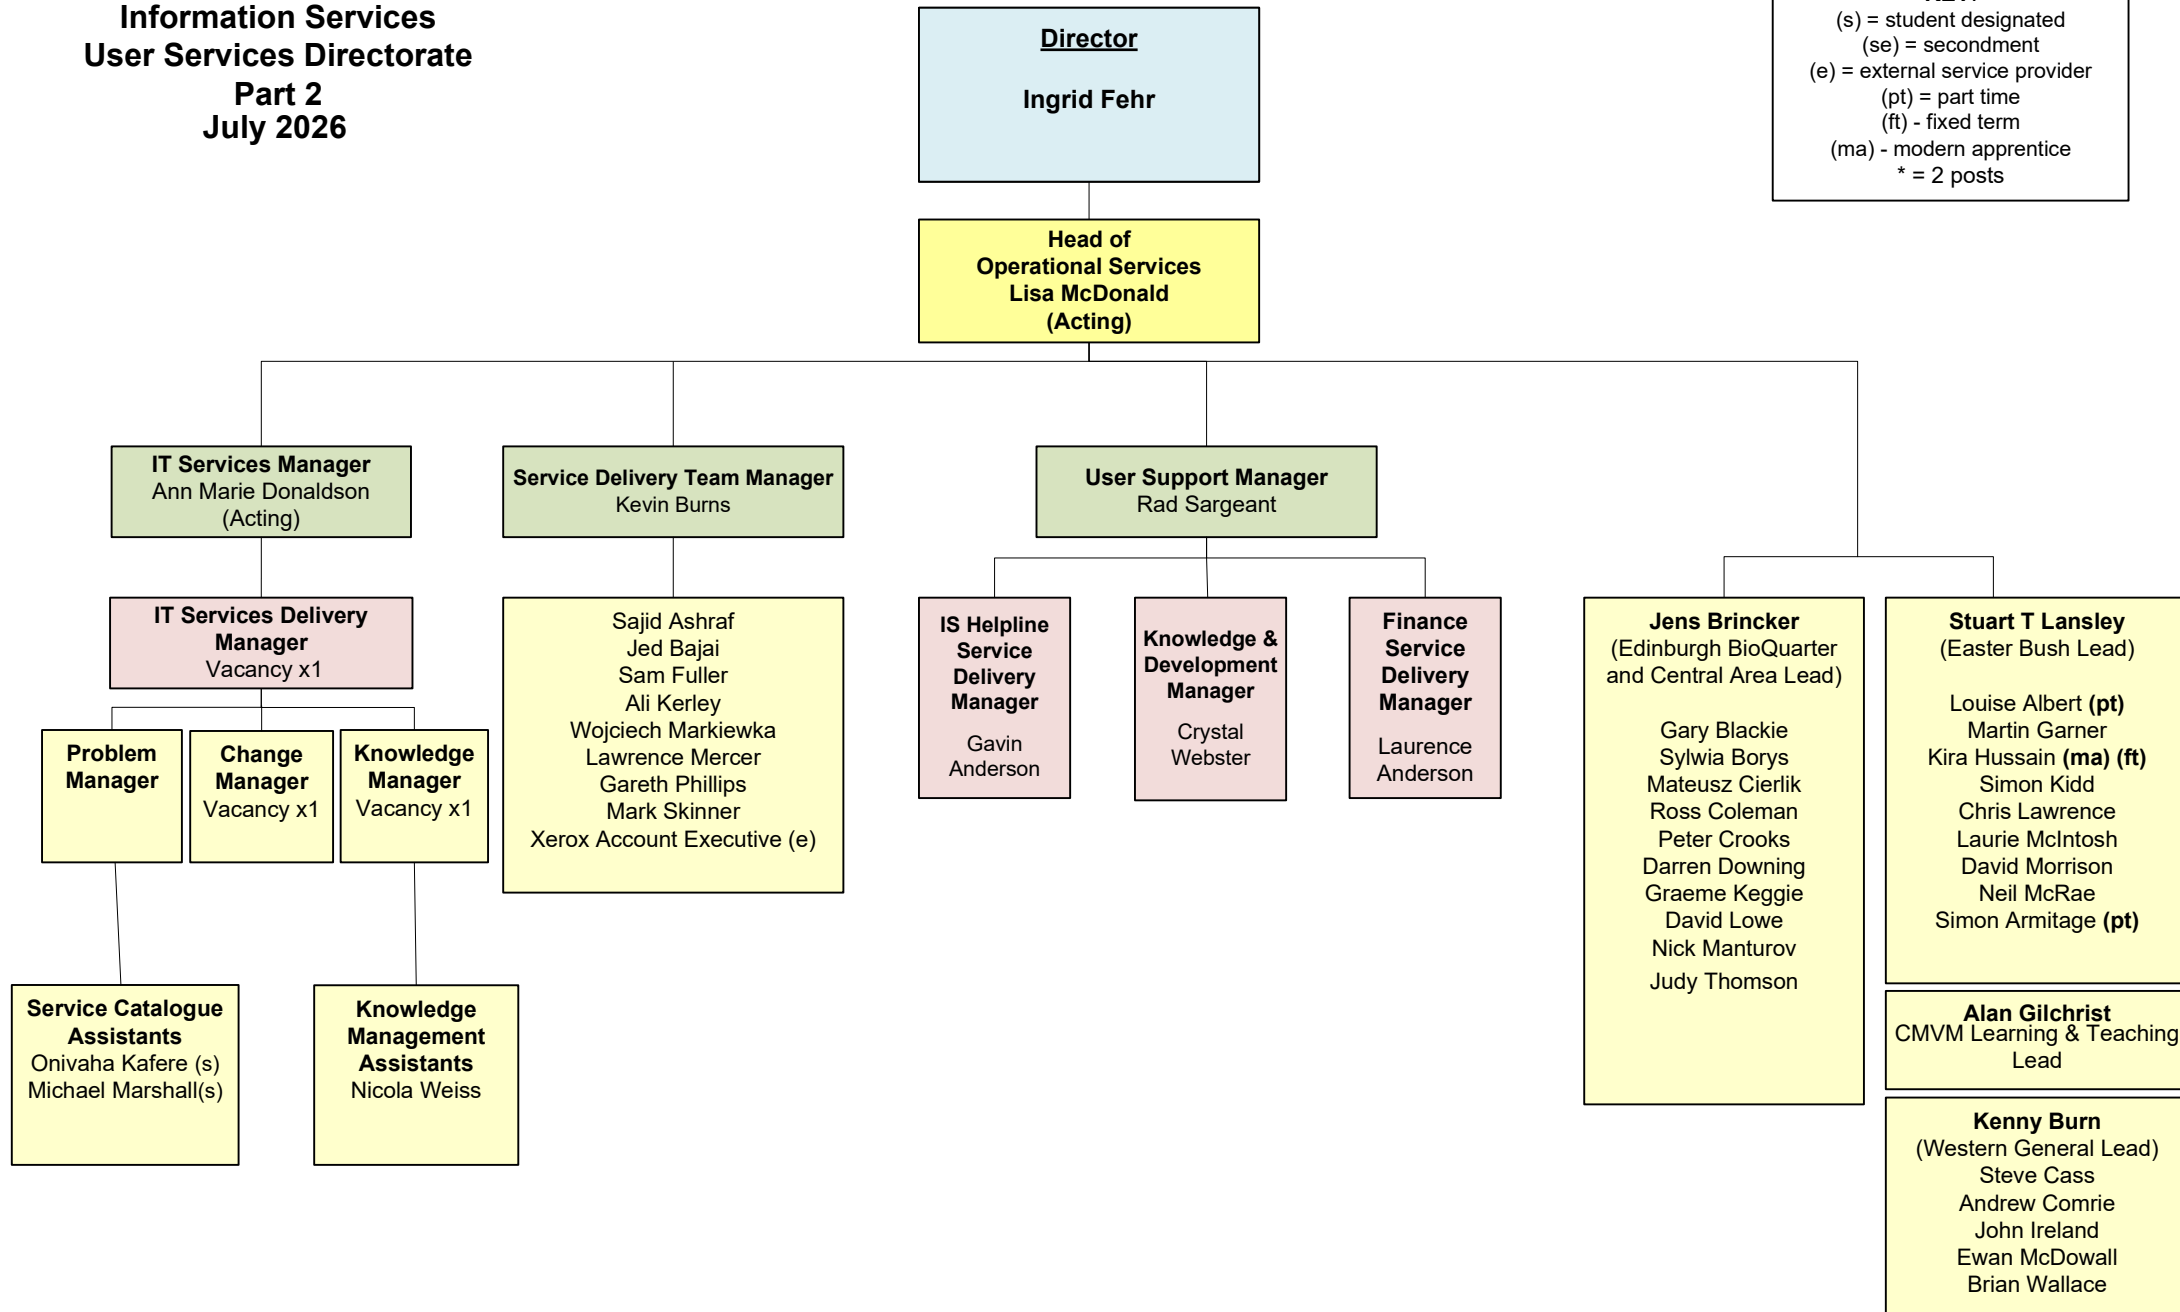 Information Services
User Services Directorate
Part 2
July 2026
Director
Ingrid Fehr
(s) = student designated
(se) = secondment
(e) = external service provider
(pt) = part time
(ft) - fixed term
(ma) - modern apprentice
* = 2 posts
Head of
Operational Services
Lisa McDonald
(Acting)
IT Services Manager
Ann Marie Donaldson
(Acting)
Service Delivery Team Manager
Kevin Burns
User Support Manager
Rad Sargeant
IT Services Delivery
Manager
Vacancy x1
Problem
Manager
Change
Manager
Vacancy x1
Knowledge
Manager
Vacancy x1
Service Catalogue
Assistants
Onivaha Kafere (s)
Michael Marshall(s)
Knowledge
Management
Assistants
Nicola Weiss
Sajid Ashraf
Jed Bajai
Sam Fuller
Ali Kerley
Wojciech Markiewka
Lawrence Mercer
Gareth Phillips
Mark Skinner
Xerox Account Executive (e)
IS Helpline
Service
Delivery
Manager
Gavin
Anderson
Knowledge &
Development
Manager
Crystal
Webster
Finance
Service
Delivery
Manager
Laurence
Anderson
Jens Brincker
(Edinburgh BioQuarter
and Central Area Lead)
Gary Blackie
Sylwia Borys
Mateusz Cierlik
Ross Coleman
Peter Crooks
Darren Downing
Graeme Keggie
David Lowe
Nick Manturov
Judy Thomson
Stuart T Lansley
(Easter Bush Lead)
Louise Albert (pt)
Martin Garner
Kira Hussain (ma) (ft)
Simon Kidd
Chris Lawrence
Laurie McIntosh
David Morrison
Neil McRae
Simon Armitage (pt)
Alan Gilchrist
CMVM Learning & Teaching
Lead
Kenny Burn
(Western General Lead)
Steve Cass
Andrew Comrie
John Ireland
Ewan McDowall
Brian Wallace